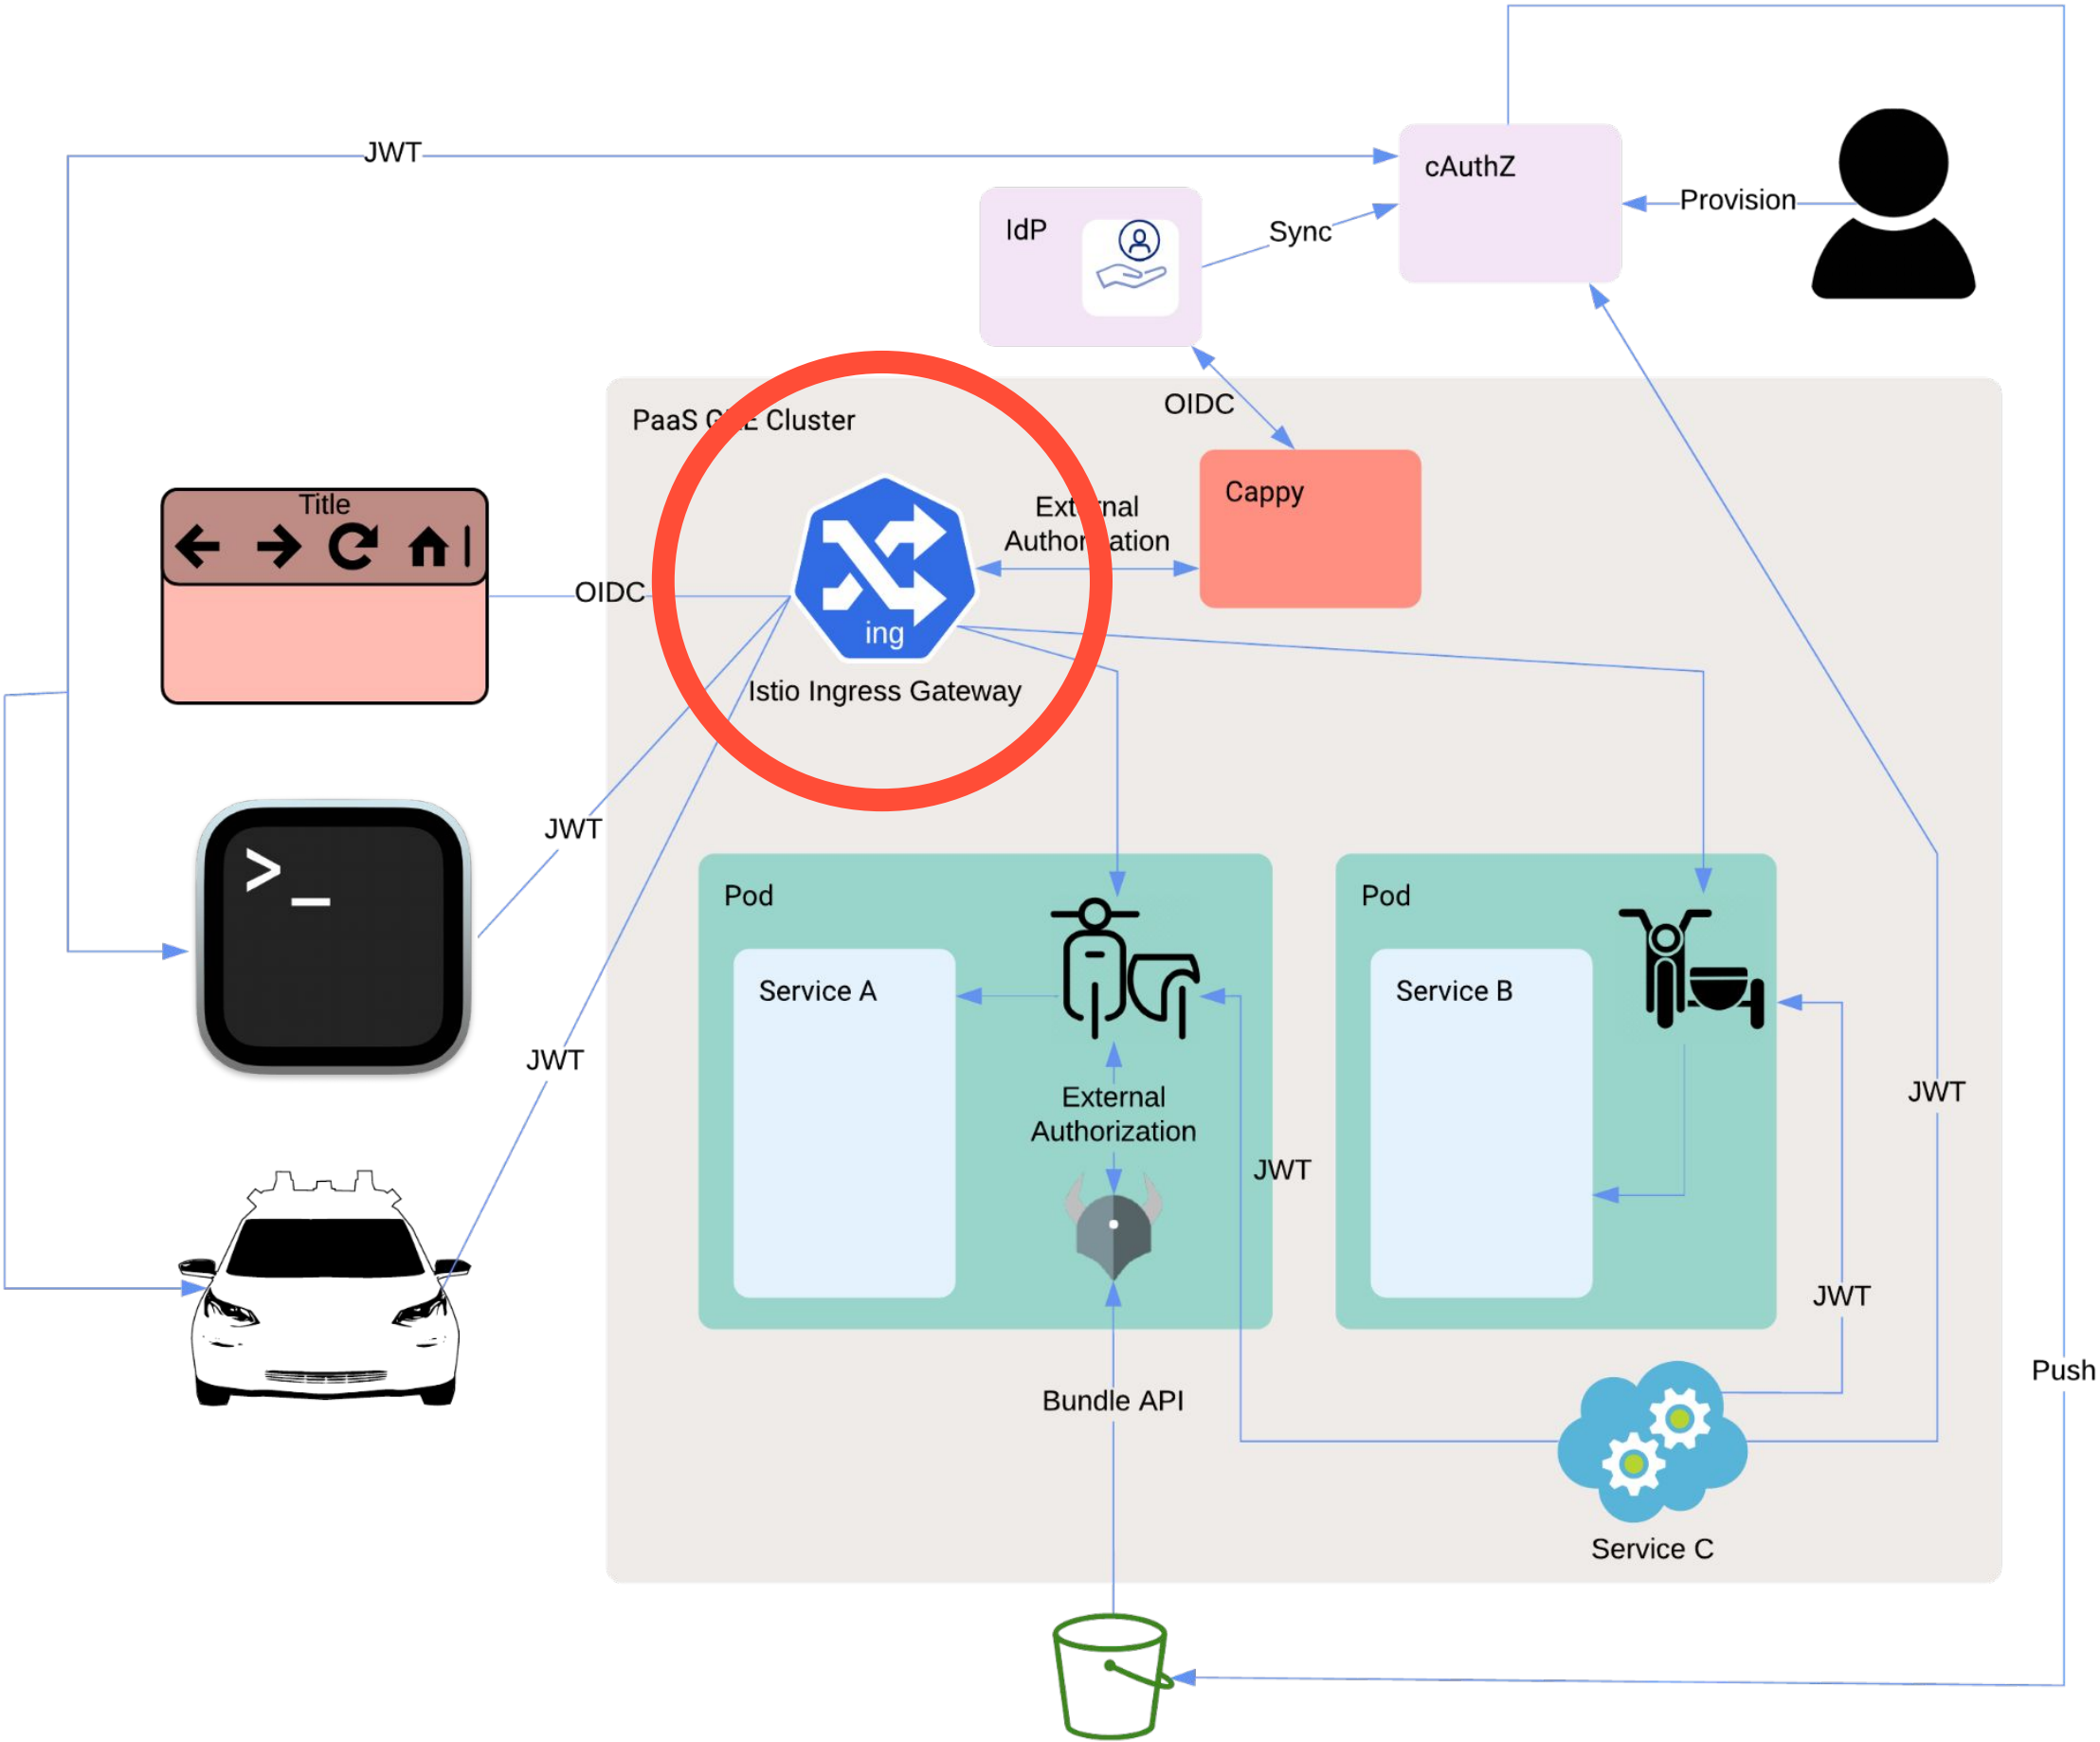 JWT
cAuthZ
Provision
IdP
Sync
OIDC
PaaS Cluster
Cappy
Title
External
Authorization
OIDC
ing
Istio Ingress Gateway
JWT
>_
Pod
Pod
Service A
Service B
JWT
External
Authorization
JWT
JWT
JWT
Push
Bundle API
Service C